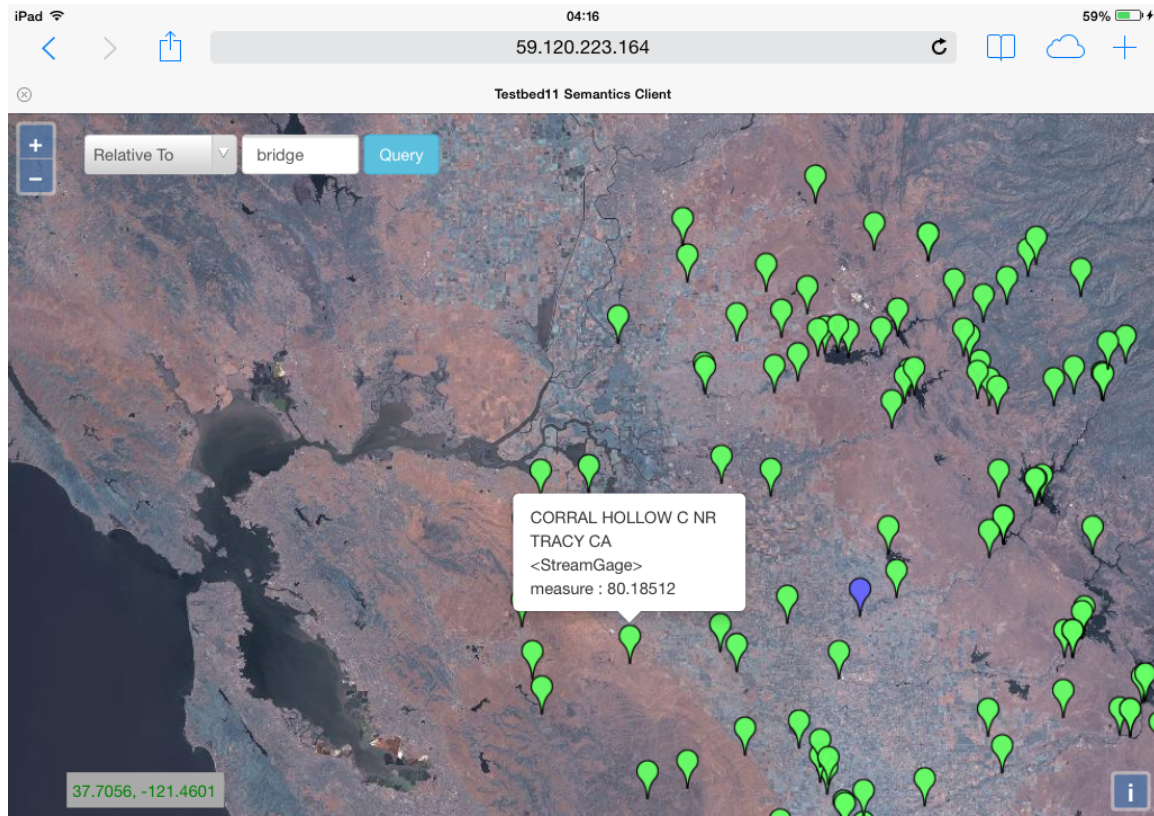 iPad 04:16 59%
59.120.223.164
Testbed11 Semantics Client
+
−
Relative To bridge Query
CORRAL HOLLOW C NR
TRACY CA
<StreamGage>
measure : 80.18512
37.7056, -121.4601
i